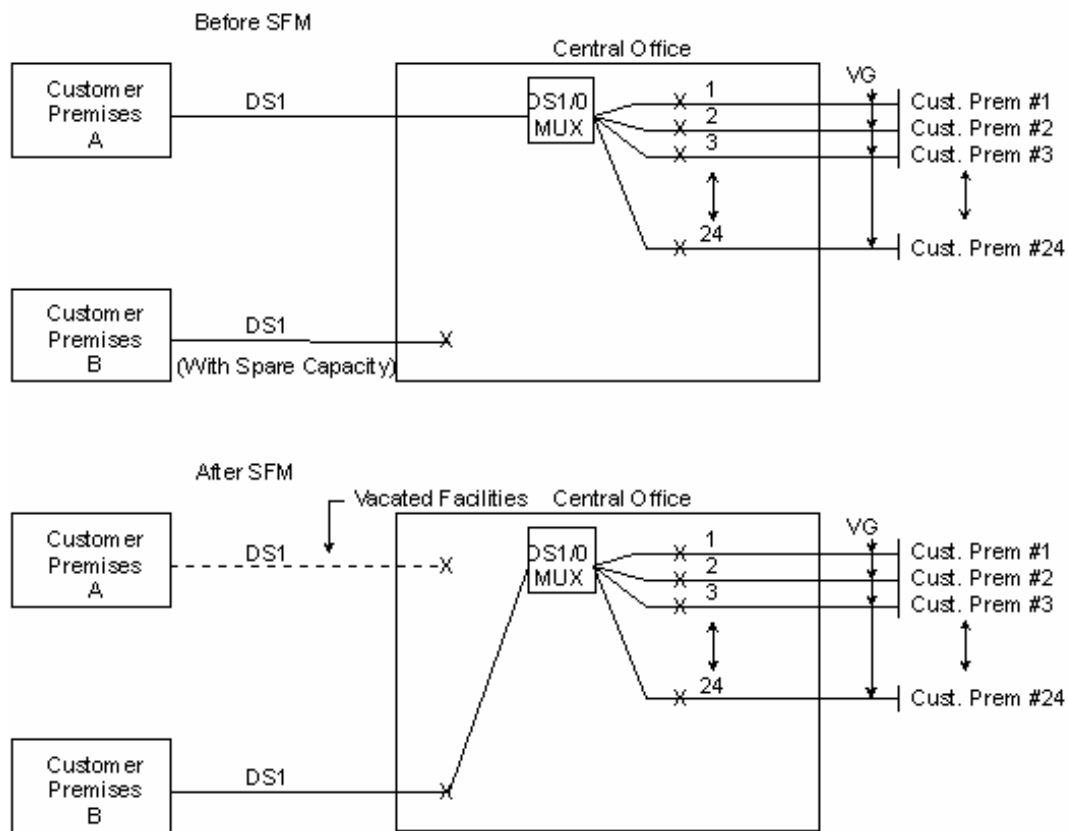 Before SFM
Central Office
Customer
Premises
A
DS1
DS1/0
MUX
1
2
3
24
VG
Cust. Prem #1
Cust. Prem #2
Cust. Prem #3
Cust. Prem #24
Customer
Premises
B
DS1
(With Spare Capacity)
X
X
X
X
X
After SFM
Vacated Facilities
Central Office
Customer
Premises
A
DS1
X
DS1/0
MUX
1
2
3
24
X
X
X
X
VG
Cust. Prem #1
Cust. Prem #2
Cust. Prem #3
Cust. Prem #24
Customer
Premises
B
DS1
X